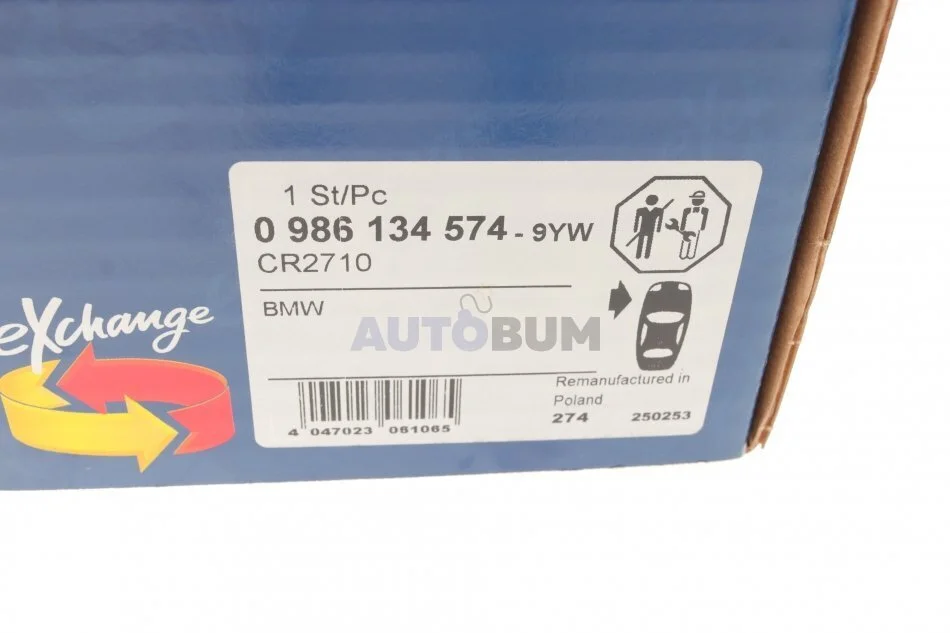 1 St/Pc
0 986 134 574 - 9YW
CR2710
BMW
AUTOBUM
eXchange
Remanufactured in
Poland
274 250253
4 047023 061065